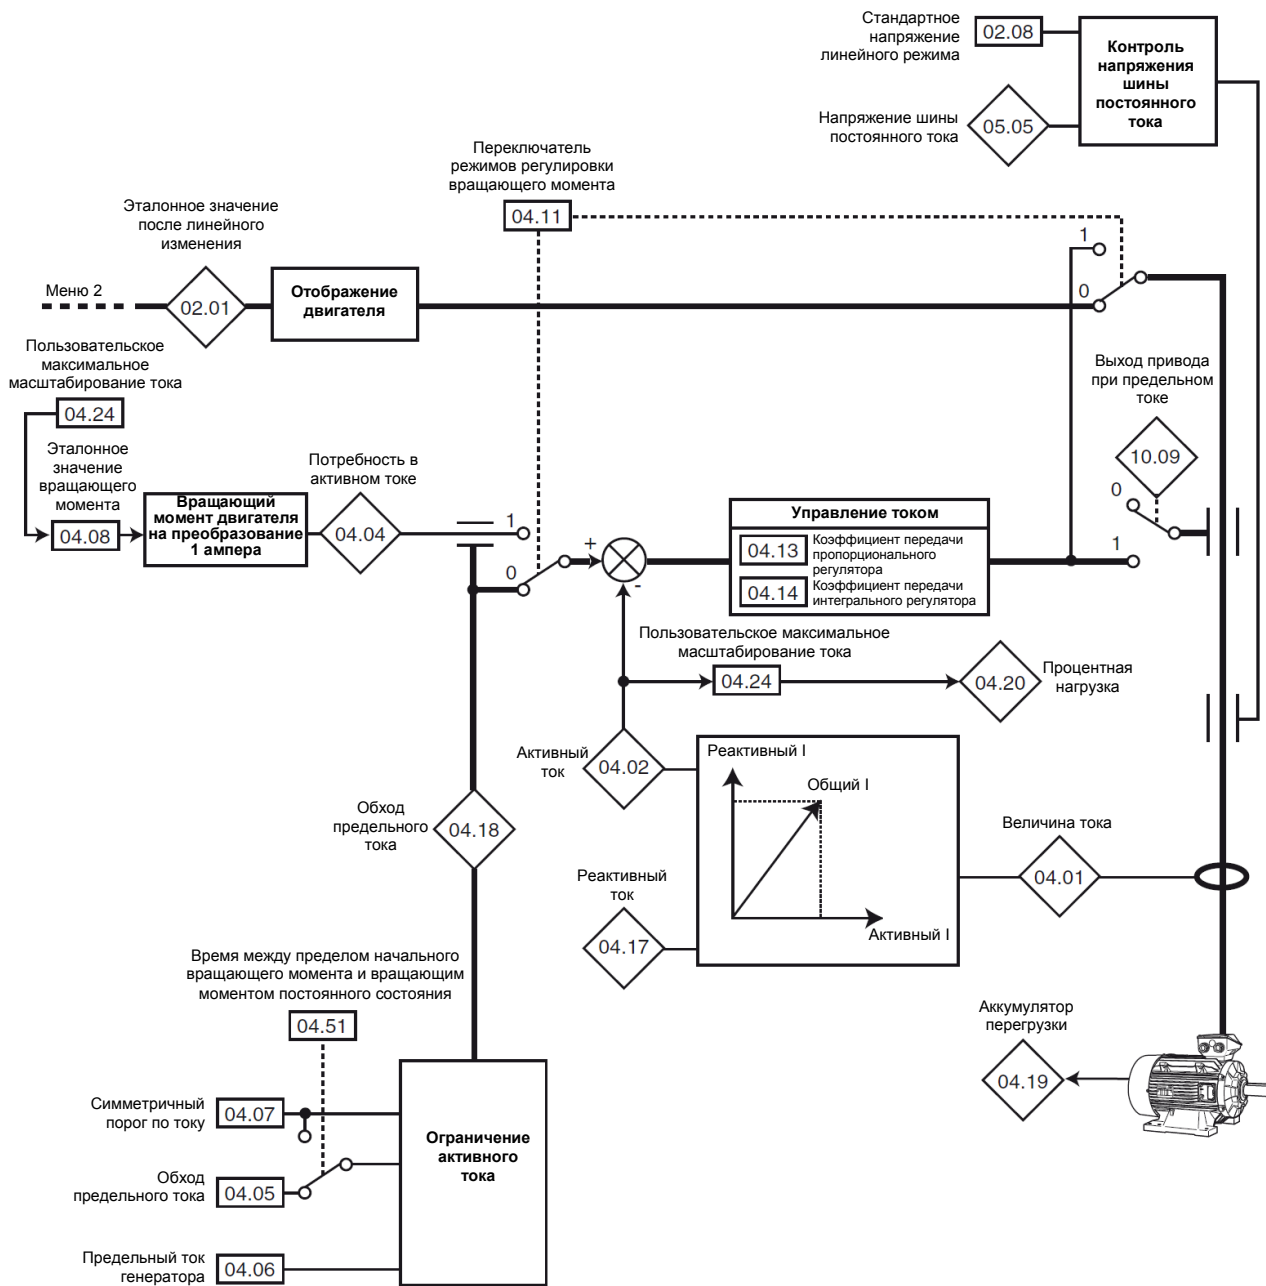 Стандартное
напряжение
линейного режима
02.08
Контроль
напряжения
шины
постоянного
тока
Напряжение шины
постоянного тока
05.05
Переключатель
режимов регулировки
вращающего момента
04.11
Эталонное значение
после линейного
изменения
Меню 2
02.01
Отображение
двигателя
1
0
Пользовательское
максимальное
масштабирование тока
04.24
Эталонное
значение
вращающего
момента
04.08
Вращающий
момент двигателя
на преобразование
1 ампера
Потребность в
активном токе
04.04
1
0
+
-
Управление током
04.13
Коэффициент передачи
пропорционального
регулятора
04.14
Коэффициент передачи
интегрального регулятора
Выход привода
при предельном
токе
10.09
0
1
Пользовательское максимальное
масштабирование тока
04.24
04.20
Процентная
нагрузка
Активный
ток
04.02
Реактивный I
Общий I
Активный I
Обход
предельного
тока
04.18
Величина тока
04.01
Реактивный
ток
04.17
Время между пределом начального
вращающего момента и вращающим
моментом постоянного состояния
04.51
Аккумулятор
перегрузки
04.19
Симметричный
порог по току
04.07
Ограничение
активного
тока
Обход
предельного тока
04.05
Предельный ток
генератора
04.06